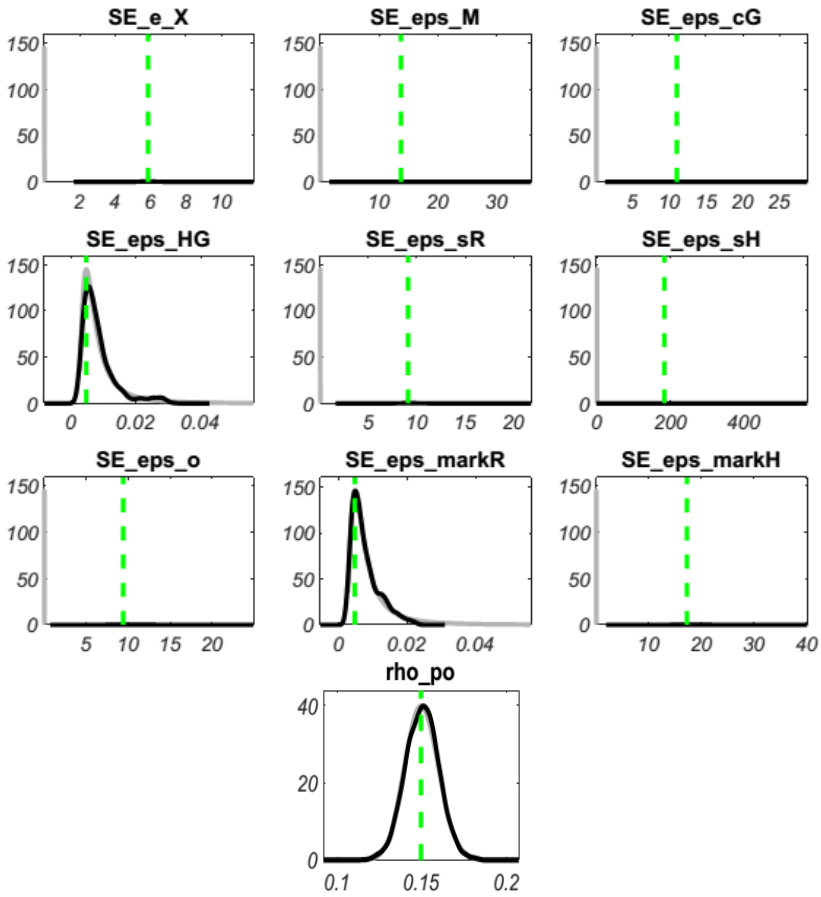 SE_e_X SE_eps_M SE_eps_cG
150 150 150
100 100 100
50 50 50
0 0 0
2 4 6 8 10 10 20 30 5 10 15 20 25
SE_eps_HG SE_eps_sR SE_eps_sH
150 150 150
100 100 100
50 50 50
0 0 0
0 0.02 0.04 5 10 15 20 0 200 400
SE_eps_o SE_eps_markR SE_eps_markH
150 150 150
100 100 100
50 50 50
0 0 0
5 10 15 20 0 0.02 0.04 10 20 30 40
rho_po
40
20
0
0.1 0.15 0.2